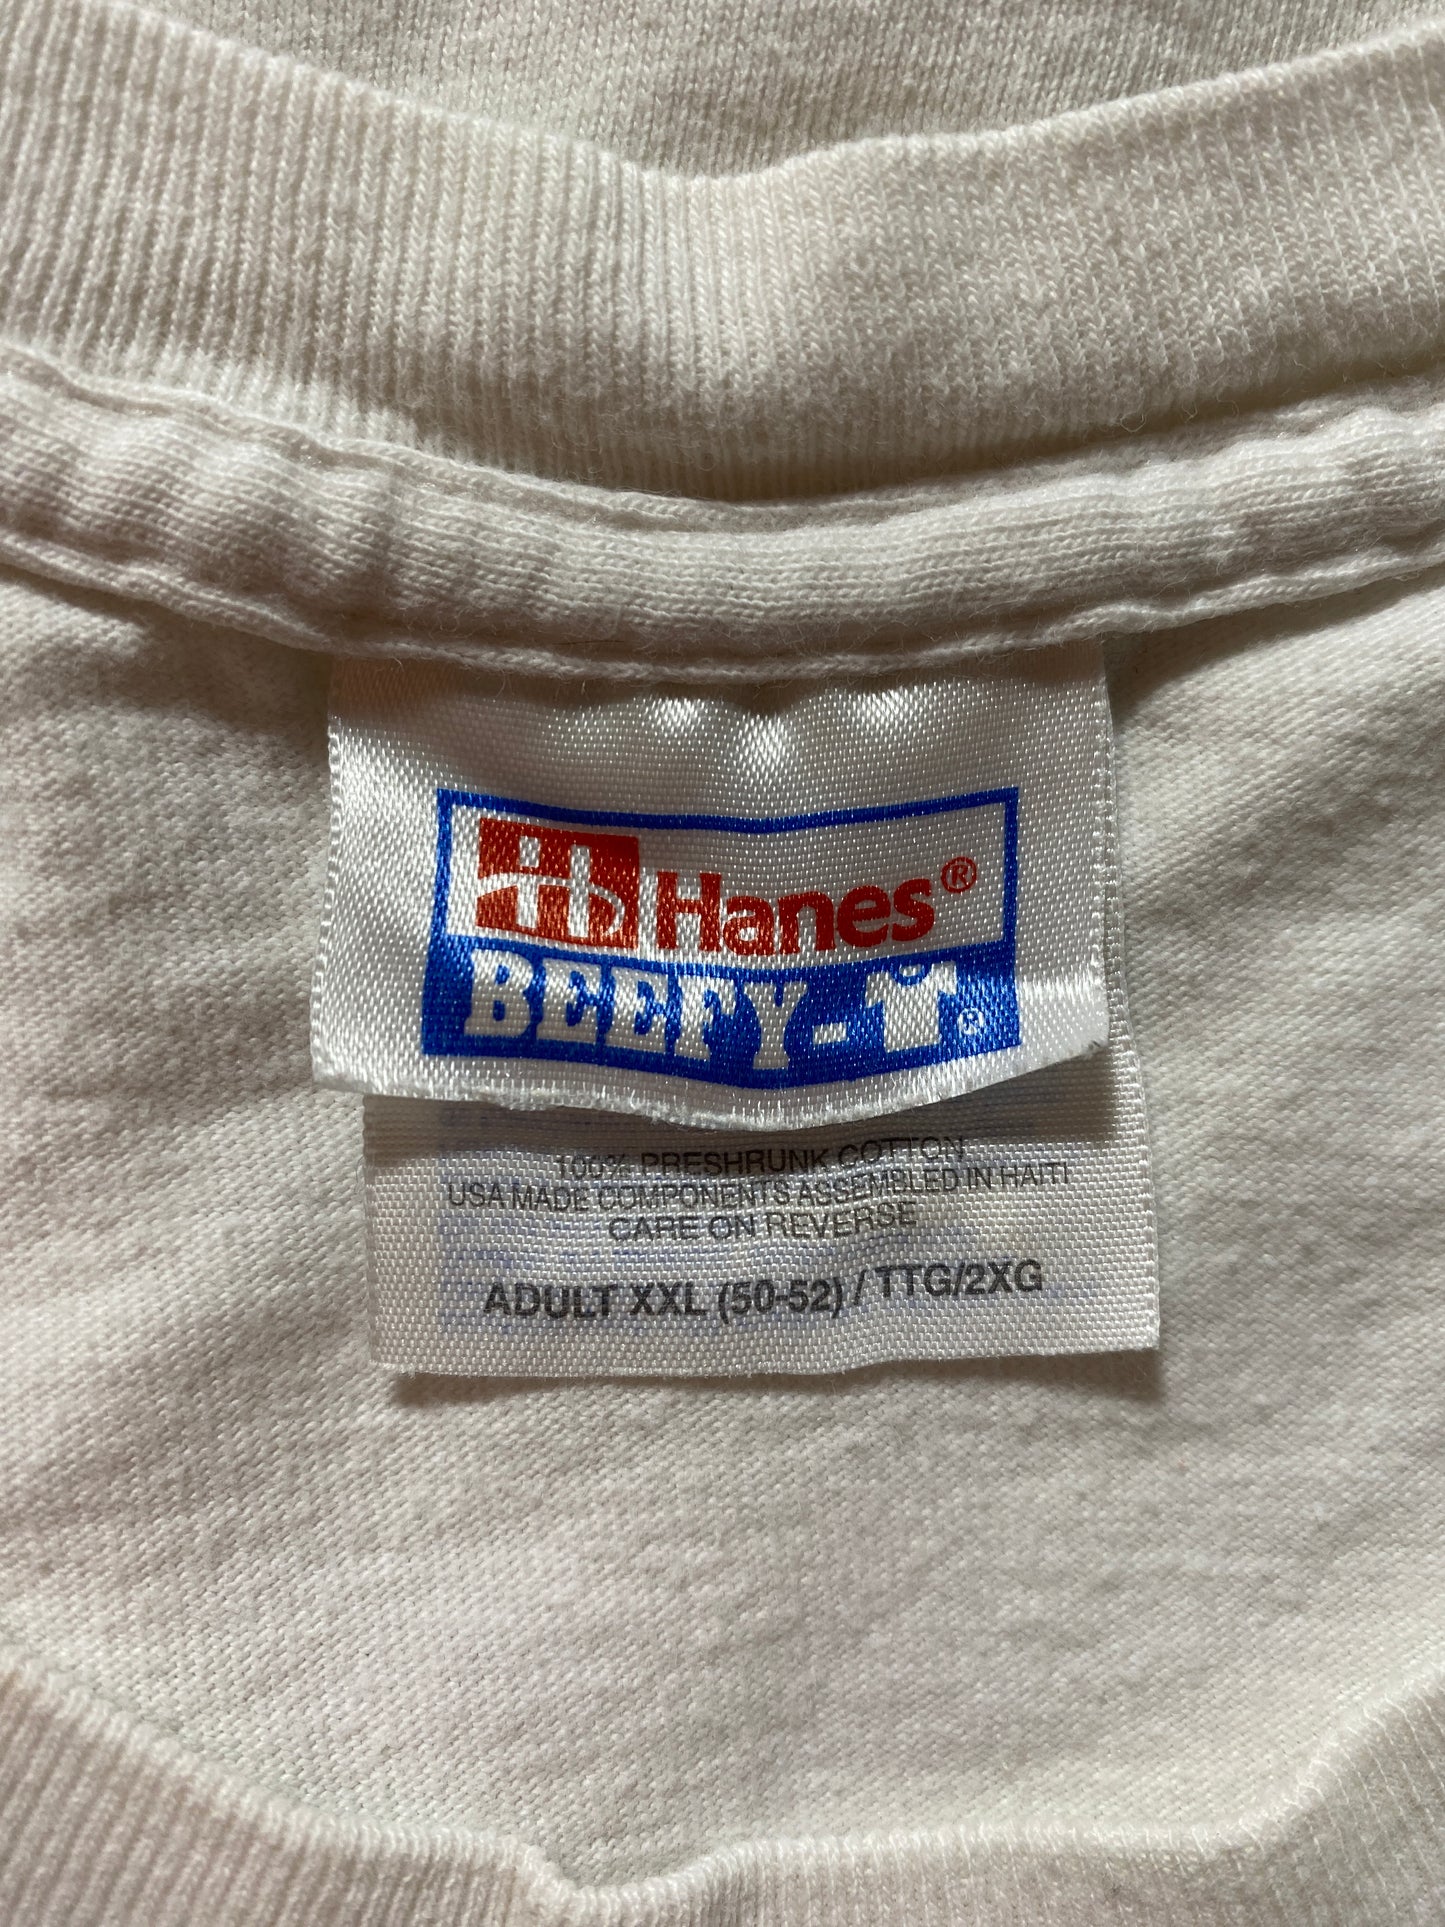 Hanes®
BEEFY-T®
100% PRESHRUNK COTTON
USA MADE COMPONENTS ASSEMBLED IN HAITI
CARE ON REVERSE
ADULT XXL (50-52) / TTG/2XG